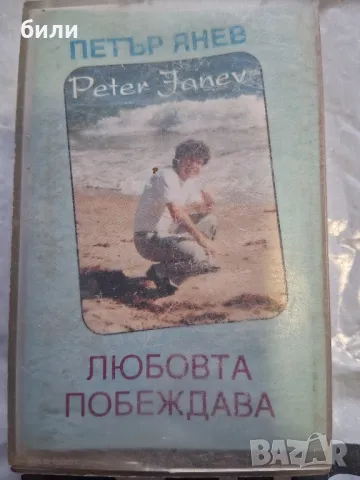 били
ПЕТЪР ЯНЕВ
Peter Janev
ЛЮБОВТА
ПОБЕЖДАВА
BAZAR